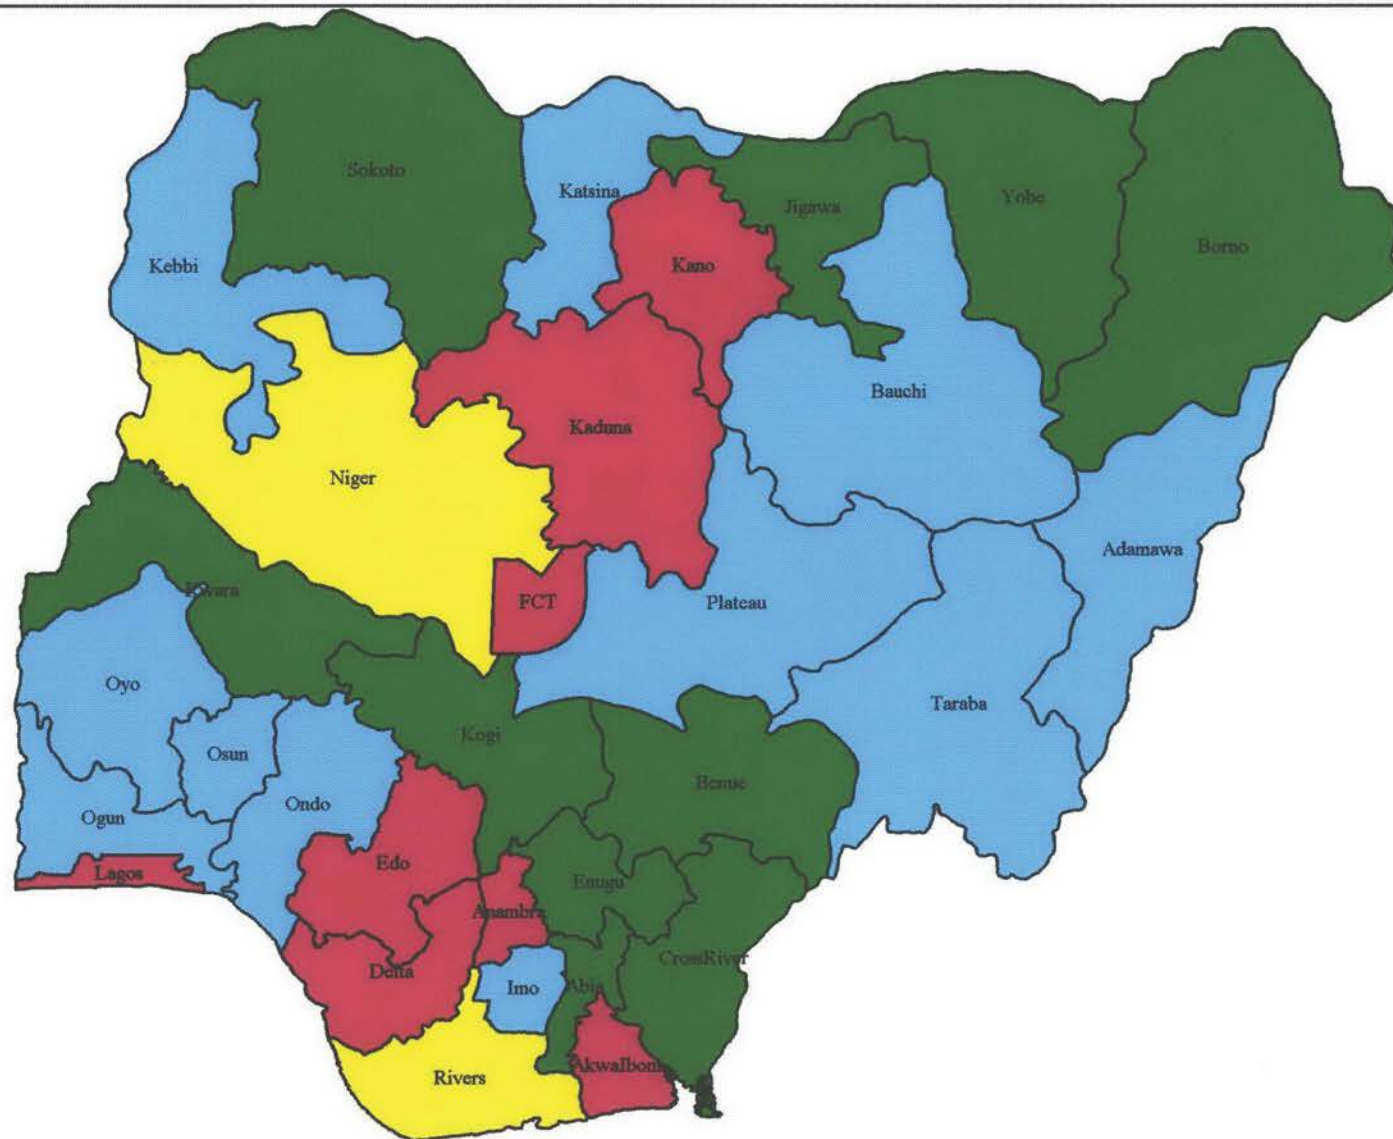 Sokoto
Katsina
Jigawa
Yobe
Borno
Kebbi
Kano
Bauchi
Kaduna
Niger
Adamawa
Kwara
FCT
Plateau
Oyo
Taraba
Osun
Kogi
Benue
Ogun
Ondo
Edo
Lagos
Enugu
Anambra
CrossRiver
Delta
Imo
Abia
AkwaIbom
Rivers